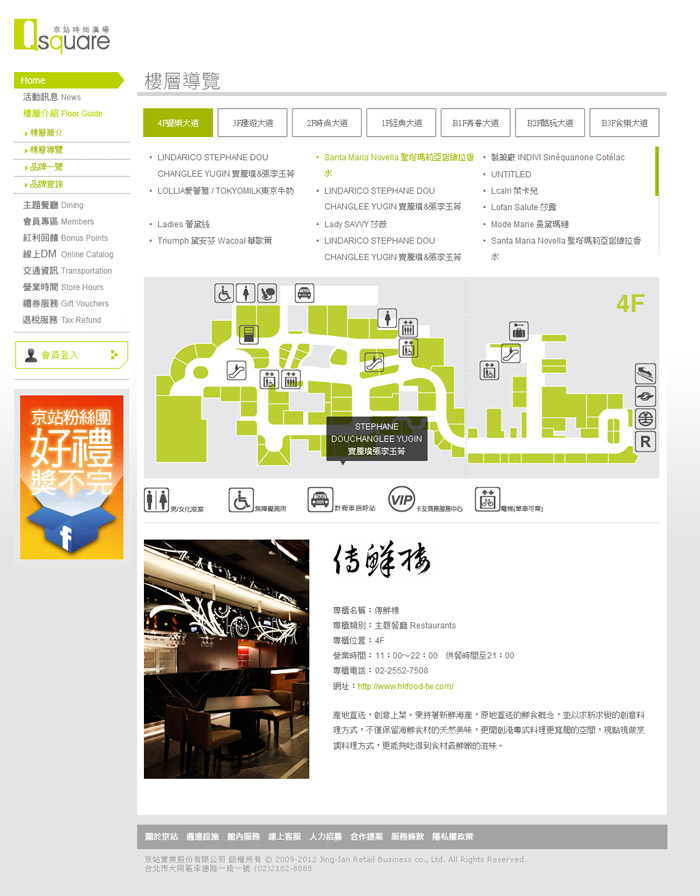 京站時尚廣場
Qsquare
Home
活動訊息 News
樓層介紹 Floor Guide
樓層簡介
樓層導覽
品牌一覽
品牌查詢
主題餐廳 Dining
會員專區 Members
紅利回饋 Bonus Points
線上DM Online Catalog
交通資訊 Transportation
營業時間 Store Hours
禮券服務 Gift Vouchers
退稅服務 Tax Refund
會員登入
京站粉絲團
好禮
獎不完
f
樓層導覽
4F饗樂大道 3F趣遊大道 2F時尚大道 1F經典大道 B1F青春大道 B2F酷玩大道 B3F食樂大道
LINDARICO STEPHANE DOU
CHANGLEE YUGIN 竇騰璜&張李玉菁
LOLLIA愛蕾雅 / TOKYOMILK東京牛奶
Ladies 蕾黛絲
Triumph 黛安芬 Wacoal 華歌爾
Santa Maria Novella 聖塔瑪莉亞諾維拉香
水
LINDARICO STEPHANE DOU
CHANGLEE YUGIN 竇騰璜&張李玉菁
Lady SAVVY 莎薇
LINDARICO STEPHANE DOU
CHANGLEE YUGIN 竇騰璜&張李玉菁
製菓廠 INDIVI Sinéquanone Cotélac
UNTITLED
Lcalri 萊卡兒
Lofan Salute 莎露
Mode Marie 曼黛瑪璉
Santa Maria Novella 聖塔瑪莉亞諾維拉香
水
4F
STEPHANE
DOUCHANGLEE YUGIN
竇騰璜張李玉菁
R
男/女化妝室 無障礙廁所 計程車招呼站 VIP 卡友商務服務中心 電梯(單車可乘)
傳鮮樓
專櫃名稱：傳鮮樓
專櫃類別：主題餐廳 Restaurants
專櫃位置：4F
營業時間：11：00～22：00 供餐時間至21：00
專櫃電話：02-2552-7508
網址：http://www.hkfood-tw.com/
產地直送，創意上菜。秉持著新鮮海產，原地直送的鮮食概念，並以求新求變的創意料
理方式，不僅保留海鮮食材的天然美味，更開創港粵式料理更寬闊的空間，現點現做烹
調料理方式，更能夠吃得到食材最鮮嫩的滋味。
關於京站 週邊設施 館內服務 線上客服 人力招募 合作提案 服務條款 隱私權政策
京站實業股份有限公司 版權所有 © 2009-2012 Jing-Jan Retail Business co., Ltd. All Rights Reserved.
台北市大同區承德路一段一號 (02)2182-8888